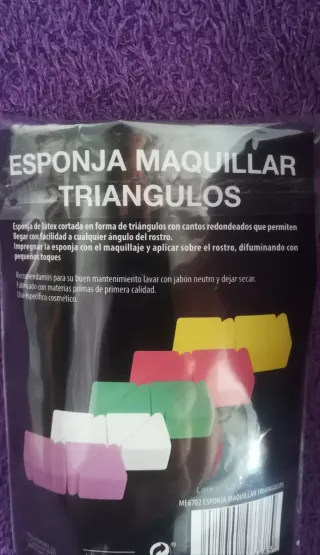 ESPONJA MAQUILLAR
TRIANGULOS
Esponja de látex cortada en forma de triángulos con cantos redondeados que permiten
llegar con facilidad a cualquier ángulo del rostro.
Impregnar la esponja con el maquillaje y aplicar sobre el rostro, difuminando con
pequeños toques
Recomendamos para su buen mantenimiento lavar con jabón neutro y dejar secar.
Fabricado con materias primas de primera calidad.
Uso específico cosmetico.
ME6702 ESPONJA MAQUILLAR TRIANGULOS